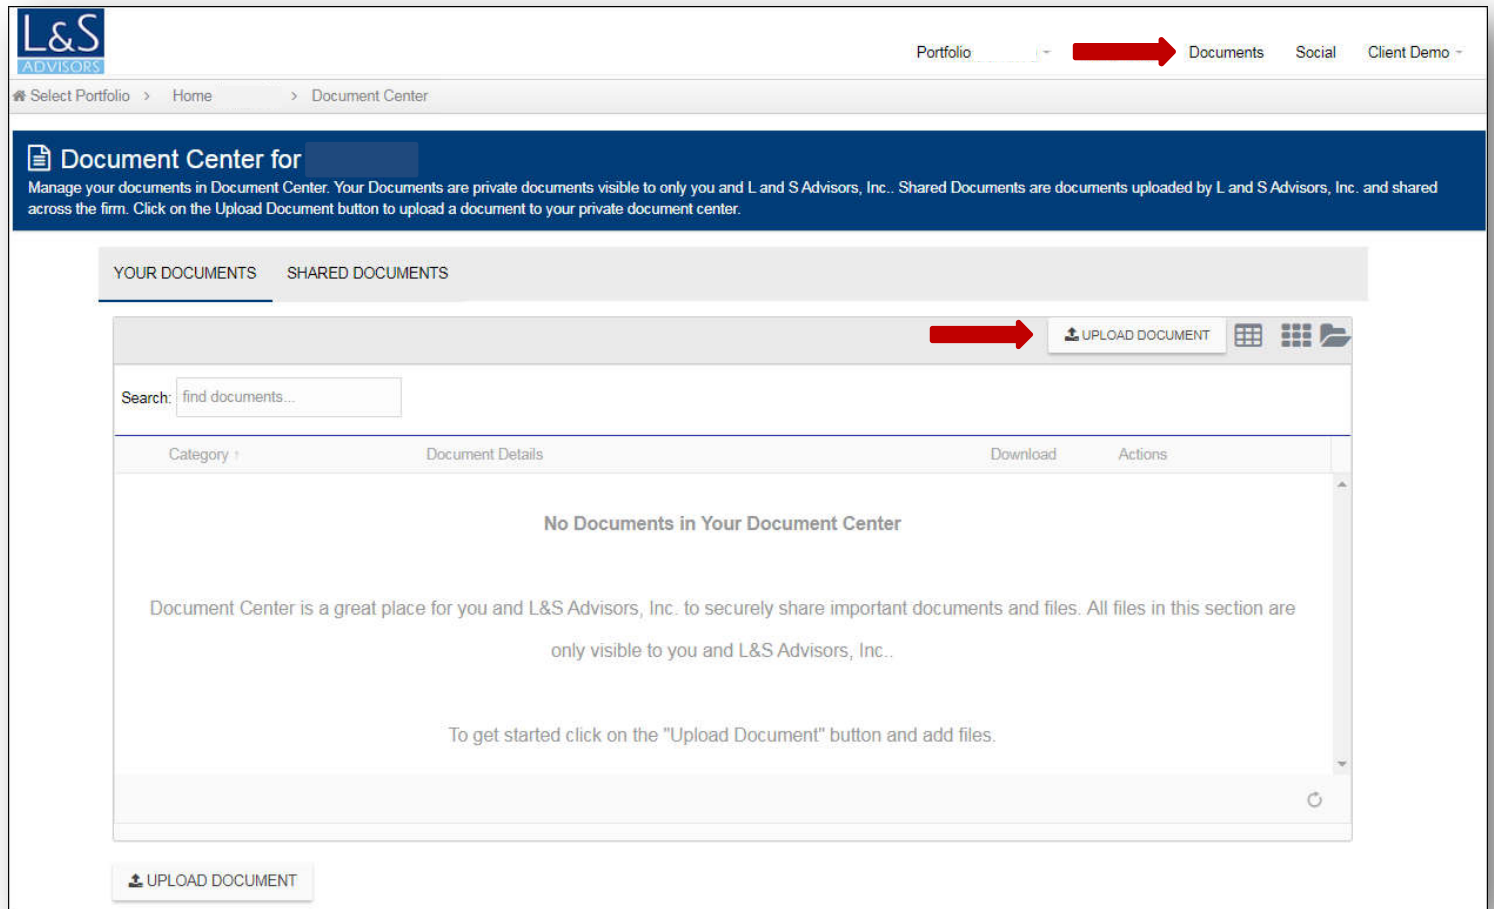 L&S
ADVISORS
Portfolio Documents Social Client Demo
Select Portfolio > Home > Document Center
Document Center for
Manage your documents in Document Center. Your Documents are private documents visible to only you and L and S Advisors, Inc.. Shared Documents are documents uploaded by L and S Advisors, Inc. and shared
across the firm. Click on the Upload Document button to upload a document to your private document center.
YOUR DOCUMENTS SHARED DOCUMENTS
UPLOAD DOCUMENT
Search: find documents...
Category ↑ Document Details Download Actions
No Documents in Your Document Center
Document Center is a great place for you and L&S Advisors, Inc. to securely share important documents and files. All files in this section are
only visible to you and L&S Advisors, Inc..
To get started click on the "Upload Document" button and add files.
UPLOAD DOCUMENT